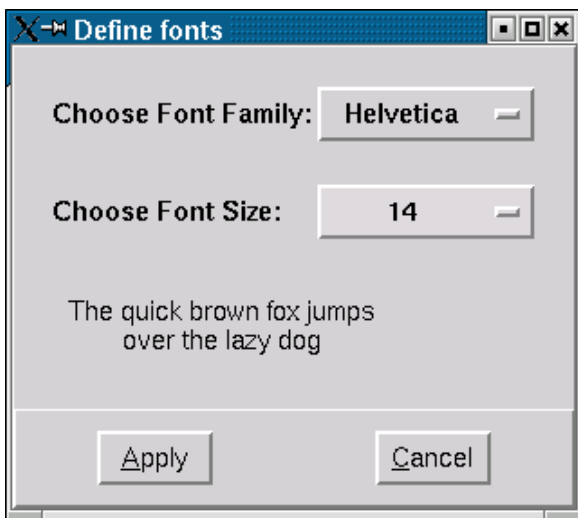 Define fonts
Choose Font Family: Helvetica
Choose Font Size: 14
The quick brown fox jumps
over the lazy dog
Apply Cancel